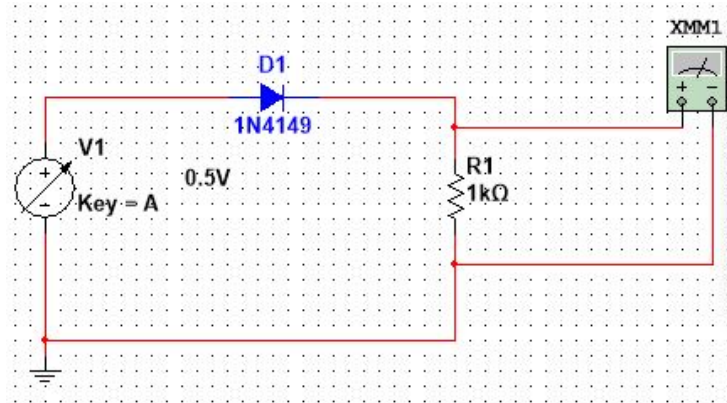 XMM1
+ −
D1
1N4149
V1
+
−
Key = A
0.5V
R1
1kΩ